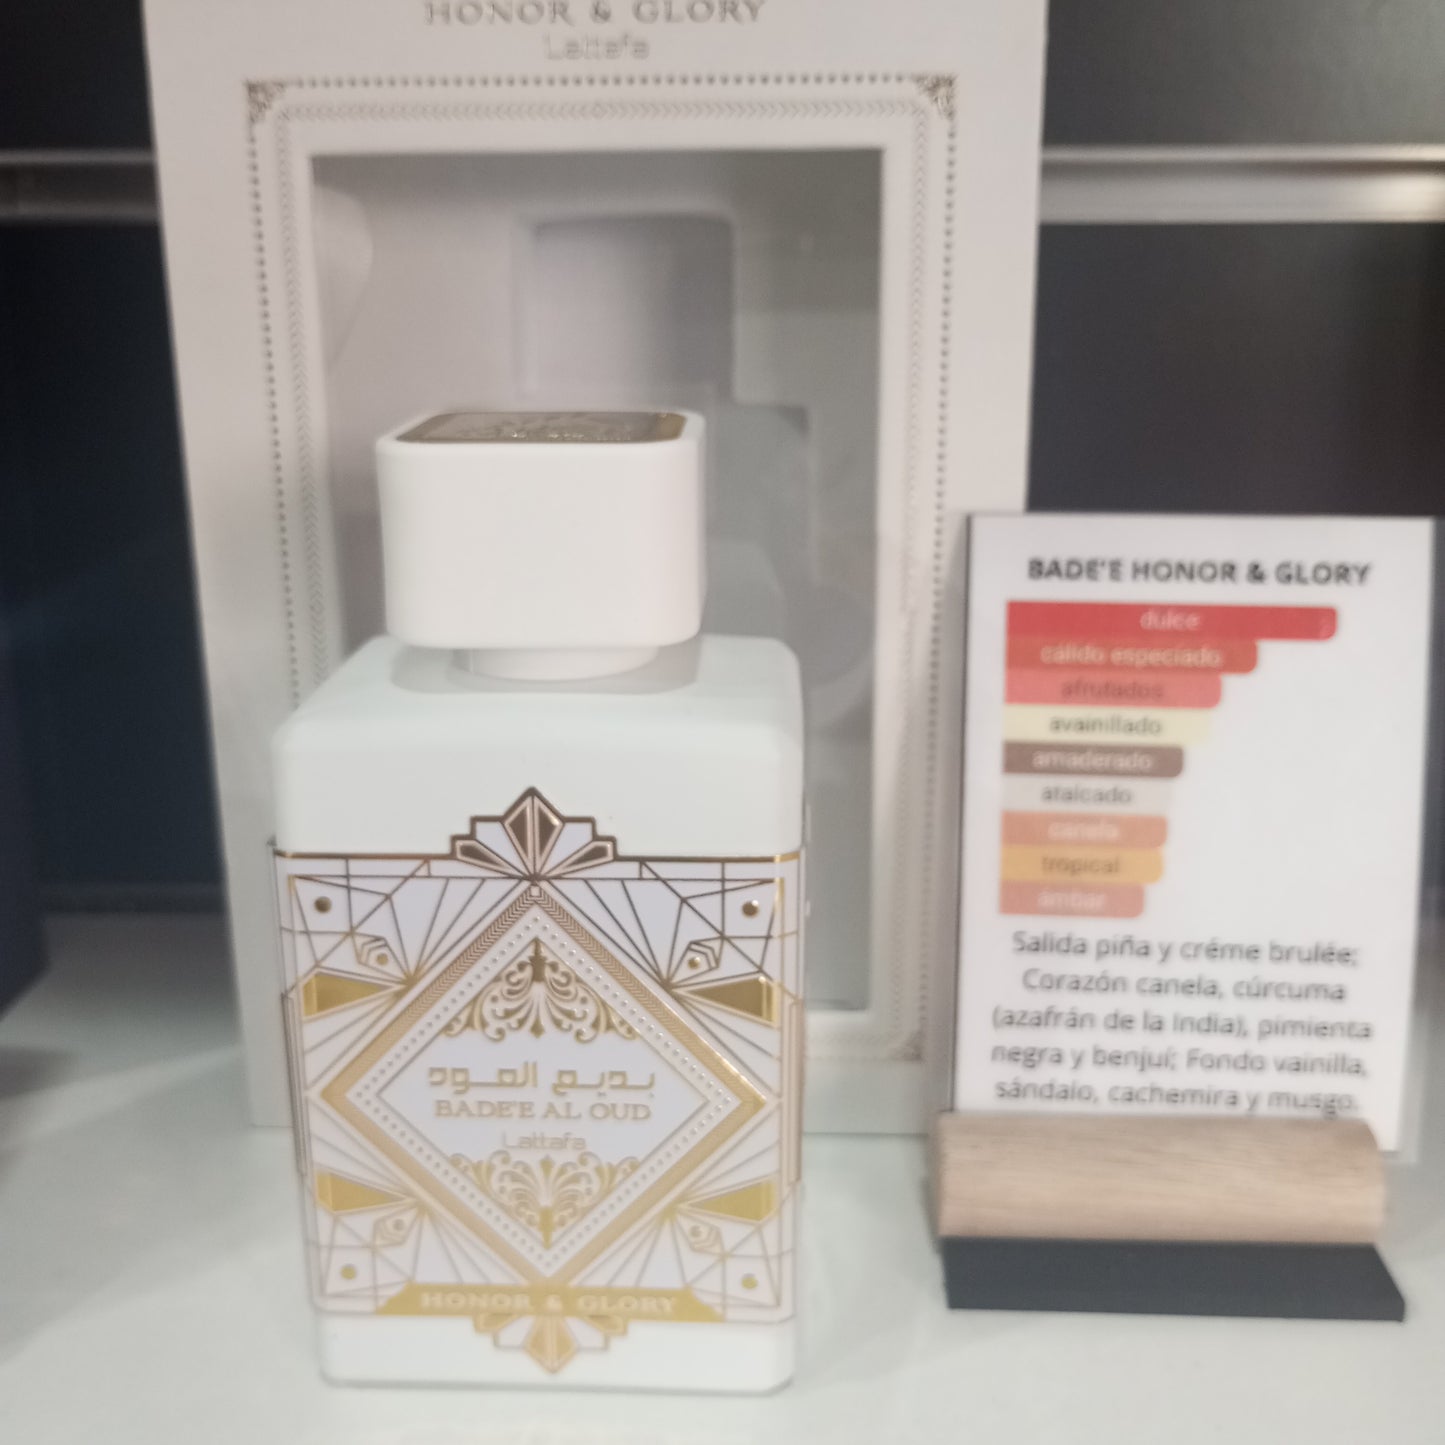 HONOR & GLORY
Lattafa
بديع العود
BADE'E AL OUD
Lattafa
HONOR & GLORY
BADE'E HONOR & GLORY
dulce
cálido especiado
afrutados
avainillado
amaderado
atalcado
canela
tropical
ámbar
Salida piña y créme brulée;
Corazón canela, cúrcuma
(azafrán de la India), pimienta
negra y benjuí; Fondo vainilla,
sándalo, cachemira y musgo.